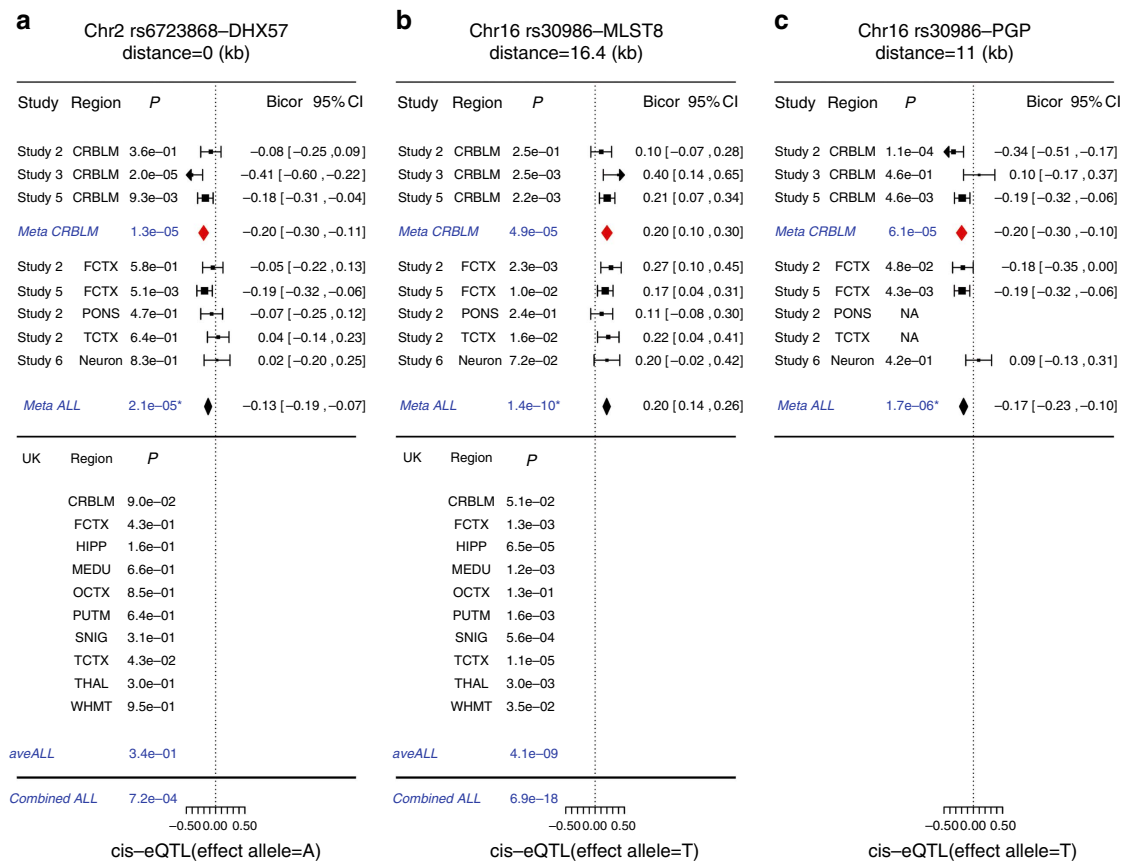 a
Chr2 rs6723868–DHX57
distance=0 (kb)
Study Region P Bicor 95% CI
Study 2 CRBLM 3.6e–01 −0.08 [ −0.25 , 0.09]
Study 3 CRBLM 2.0e–05 −0.41 [ −0.60 , −0.22]
Study 5 CRBLM 9.3e–03 −0.18 [ −0.31 , −0.04]
Meta CRBLM 1.3e–05 −0.20 [ −0.30 , −0.11]
Study 2 FCTX 5.8e–01 −0.05 [ −0.22 , 0.13]
Study 5 FCTX 5.1e–03 −0.19 [ −0.32 , −0.06]
Study 2 PONS 4.7e–01 −0.07 [ −0.25 , 0.12]
Study 2 TCTX 6.4e–01 0.04 [ −0.14 , 0.23]
Study 6 Neuron 8.3e–01 0.02 [ −0.20 , 0.25]
Meta ALL 2.1e–05* −0.13 [ −0.19 , −0.07]
UK Region P
CRBLM 9.0e–02
FCTX 4.3e–01
HIPP 1.6e–01
MEDU 6.6e–01
OCTX 8.5e–01
PUTM 6.4e–01
SNIG 3.1e–01
TCTX 4.3e–02
THAL 3.0e–01
WHMT 9.5e–01
aveALL 3.4e–01
Combined ALL 7.2e–04
−0.50 0.00 0.50
cis–eQTL(effect allele=A)
b
Chr16 rs30986–MLST8
distance=16.4 (kb)
Study Region P Bicor 95% CI
Study 2 CRBLM 2.5e–01 0.10 [ −0.07 , 0.28]
Study 3 CRBLM 2.5e–03 0.40 [ 0.14 , 0.65]
Study 5 CRBLM 2.2e–03 0.21 [ 0.07 , 0.34]
Meta CRBLM 4.9e–05 0.20 [ 0.10 , 0.30]
Study 2 FCTX 2.3e–03 0.27 [ 0.10 , 0.45]
Study 5 FCTX 1.0e–02 0.17 [ 0.04 , 0.31]
Study 2 PONS 2.4e–01 0.11 [ −0.08 , 0.30]
Study 2 TCTX 1.6e–02 0.22 [ 0.04 , 0.41]
Study 6 Neuron 7.2e–02 0.20 [ −0.02 , 0.42]
Meta ALL 1.4e–10* 0.20 [ 0.14 , 0.26]
UK Region P
CRBLM 5.1e–02
FCTX 1.3e–03
HIPP 6.5e–05
MEDU 1.2e–03
OCTX 1.3e–01
PUTM 1.6e–03
SNIG 5.6e–04
TCTX 1.1e–05
THAL 3.0e–03
WHMT 3.5e–02
aveALL 4.1e–09
Combined ALL 6.9e–18
−0.50 0.00 0.50
cis–eQTL(effect allele=T)
c
Chr16 rs30986–PGP
distance=11 (kb)
Study Region P Bicor 95% CI
Study 2 CRBLM 1.1e–04 −0.34 [ −0.51 , −0.17]
Study 3 CRBLM 4.6e–01 0.10 [ −0.17 , 0.37]
Study 5 CRBLM 4.6e–03 −0.19 [ −0.32 , −0.06]
Meta CRBLM 6.1e–05 −0.20 [ −0.30 , −0.10]
Study 2 FCTX 4.8e–02 −0.18 [ −0.35 , 0.00]
Study 5 FCTX 4.3e–03 −0.19 [ −0.32 , −0.06]
Study 2 PONS NA
Study 2 TCTX NA
Study 6 Neuron 4.2e–01 0.09 [ −0.13 , 0.31]
Meta ALL 1.7e–06* −0.17 [ −0.23 , −0.10]
−0.50 0.00 0.50
cis–eQTL(effect allele=T)